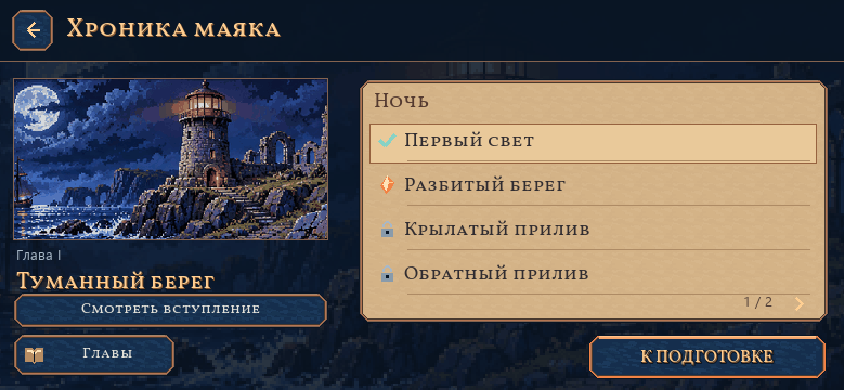 Хроника маяка
Глава I
Туманный берег
Смотреть вступление
Главы
Ночь
Первый свет
Разбитый берег
Крылатый прилив
Обратный прилив
1 / 2
К ПОДГОТОВКЕ